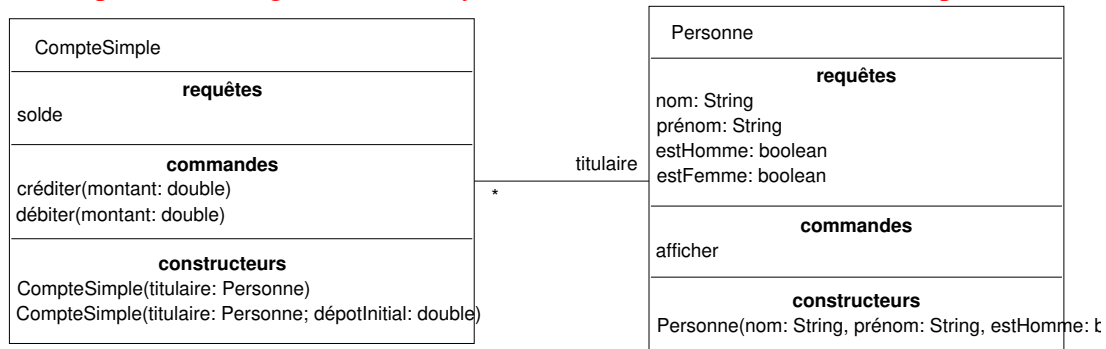 CompteSimple
requêtes
solde
commandes
créditer(montant: double)
débiter(montant: double)
constructeurs
CompteSimple(titulaire: Personne)
CompteSimple(titulaire: Personne; dépotInitial: double)
*
titulaire
Personne
requêtes
nom: String
prénom: String
estHomme: boolean
estFemme: boolean
commandes
afficher
constructeurs
Personne(nom: String, prénom: String, estHomme: b